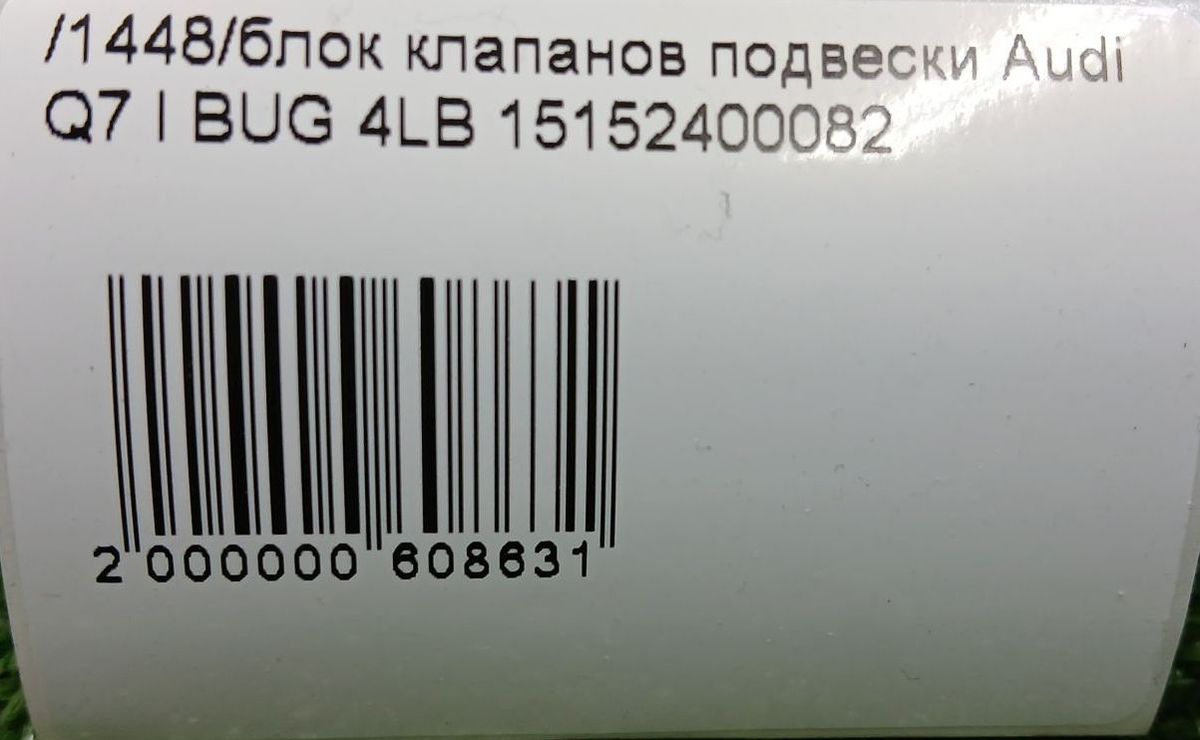 /1448/блок клапанов подвески Audi
Q7 I BUG 4LB 15152400082
2 000000 608631